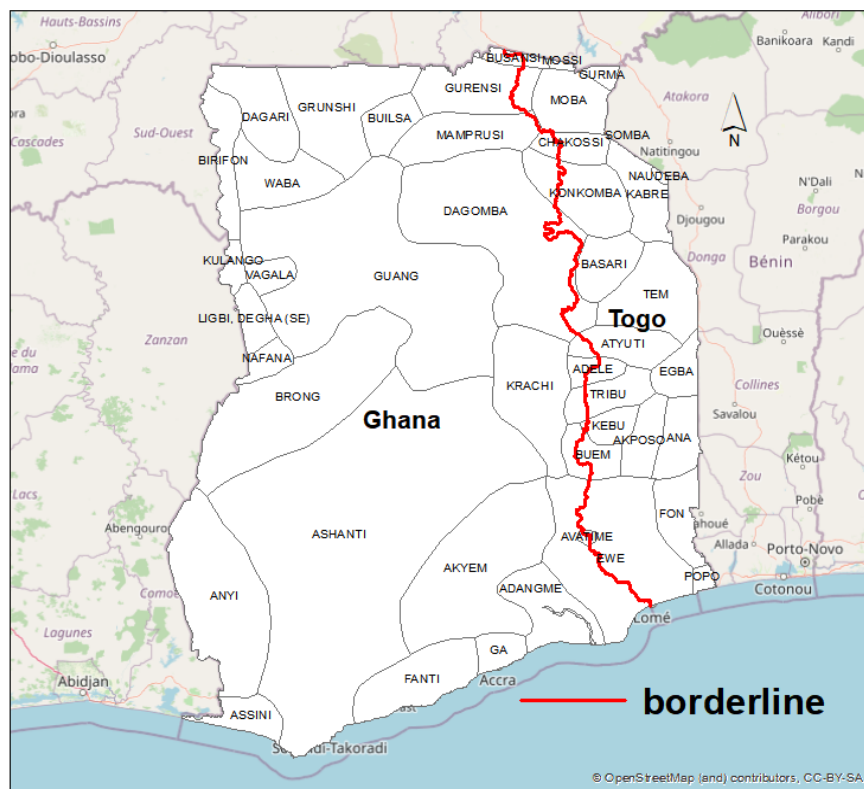 Hauts-Bassins
obo-Dioulasso
Alibori
Banikoara
Kandi
BUSANSI
MOSSI
GURMA
GURENSI
MOBA
Atakora
GRUNSHI
DAGARI
BUILSA
Sud-Ouest
Cascades
MAMPRUSI
CHAKOSSI
SOMBA
N
Natitingou
BIRIFON
WABA
NAUDEBA
KONKOMBA
KABRE
N'Dali
Borgou
DAGOMBA
Djougou
Parakou
KULANGO
VAGALA
GUANG
BASARI
Donga
Bénin
TEM
LIGBI, DEGHA (SE)
Togo
Zanzan
Ouèssè
NAFANA
ATYUTI
ADELE
EGBA
KRACHI
BRONG
TRIBU
Collines
Savalou
Ghana
KEBU
AKPOSO
ANA
BUEM
Kétou
Lacs
Zou
Pobè
FON
Abengourou
ahoué
Allada
ASHANTI
AVATIME
EWE
Porto-Novo
AKYEM
ANYI
ADANGME
POPO
Cotonou
Lomé
Lagunes
GA
FANTI
Accra
Abidjan
borderline
ASSINI
di-Takoradi
© OpenStreetMap (and) contributors, CC-BY-SA